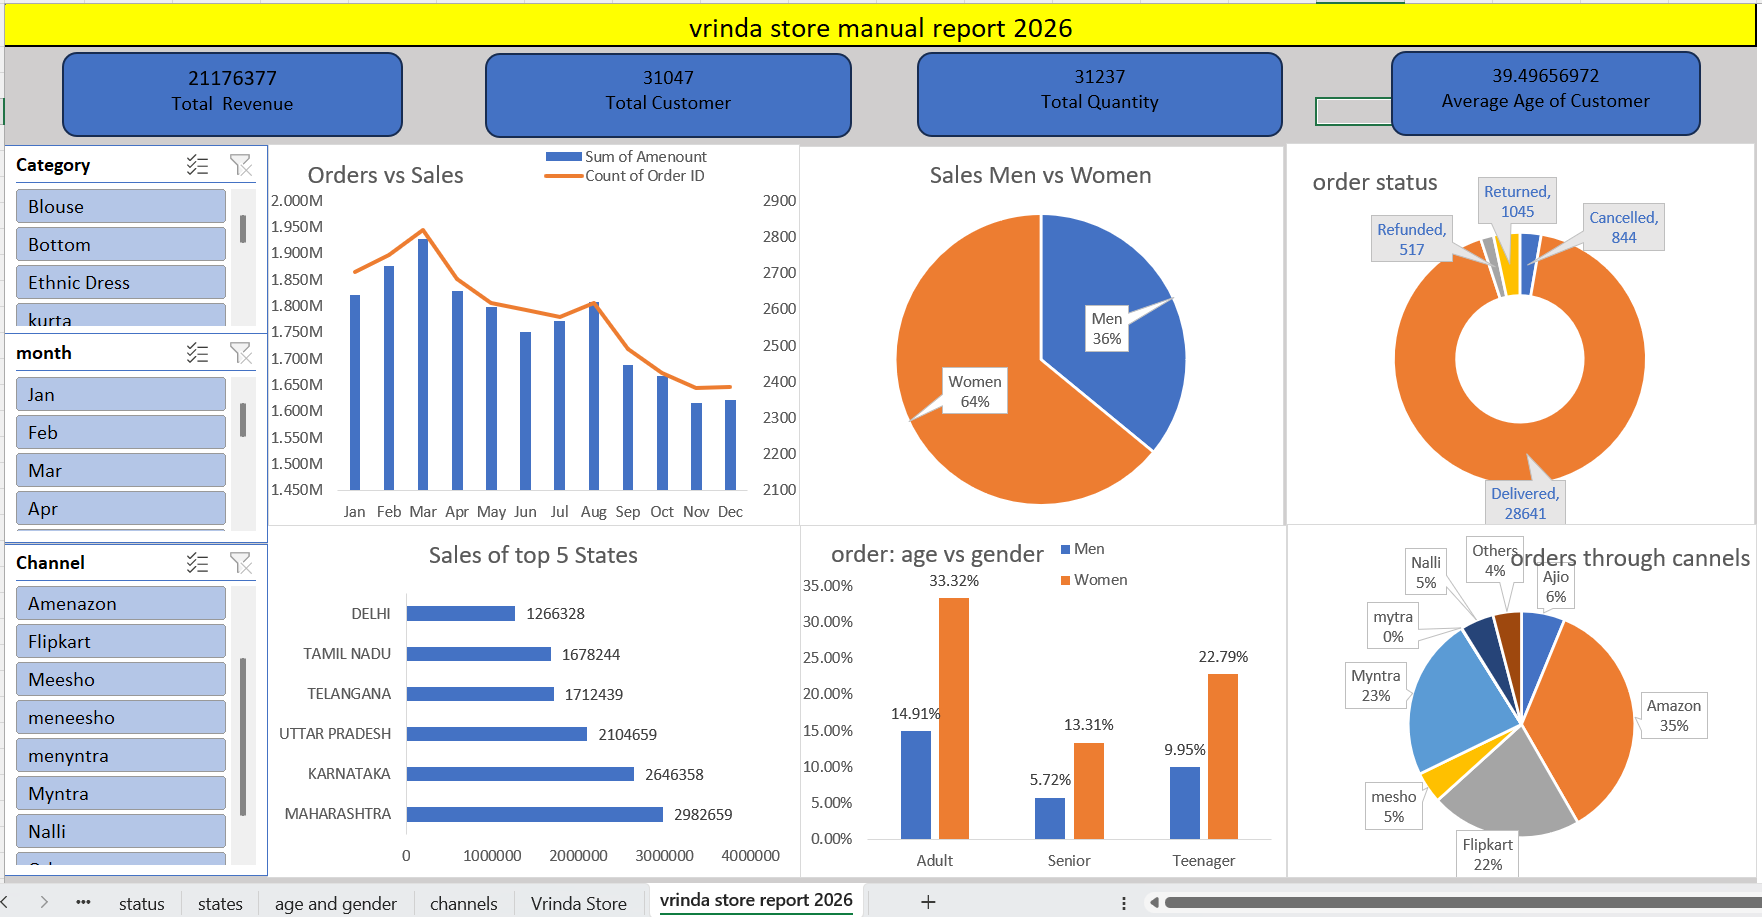 vrinda store manual report 2026
21176377
Total  Revenue
31047
Total Customer
31237
Total Quantity
39.49656972
Average Age of Customer
Category
Blouse
Bottom
Ethnic Dress
kurta
month
Jan
Feb
Mar
Apr
Channel
Amenazon
Flipkart
Meesho
meneesho
menyntra
Myntra
Nalli
Orders vs Sales
Sum of Amenount
Count of Order ID
2.000M
1.950M
1.900M
1.850M
1.800M
1.750M
1.700M
1.650M
1.600M
1.550M
1.500M
1.450M
2900
2800
2700
2600
2500
2400
2300
2200
2100
Jan Feb Mar Apr May Jun Jul Aug Sep Oct Nov Dec
Sales Men vs Women
Men
36%
Women
64%
order status
Returned,
1045
Cancelled,
844
Refunded,
517
Delivered,
28641
Sales of top 5 States
DELHI 1266328
TAMIL NADU 1678244
TELANGANA 1712439
UTTAR PRADESH 2104659
KARNATAKA 2646358
MAHARASHTRA 2982659
0 1000000 2000000 3000000 4000000
order: age vs gender
Men
Women
35.00%
30.00%
25.00%
20.00%
15.00%
10.00%
5.00%
0.00%
14.91% 33.32%
5.72% 13.31%
9.95% 22.79%
Adult Senior Teenager
orders through cannels
Others
4%
Nalli
5%
Ajio
6%
mytra
0%
Myntra
23%
Amazon
35%
mesho
5%
Flipkart
22%
status states age and gender channels Vrinda Store vrinda store report 2026